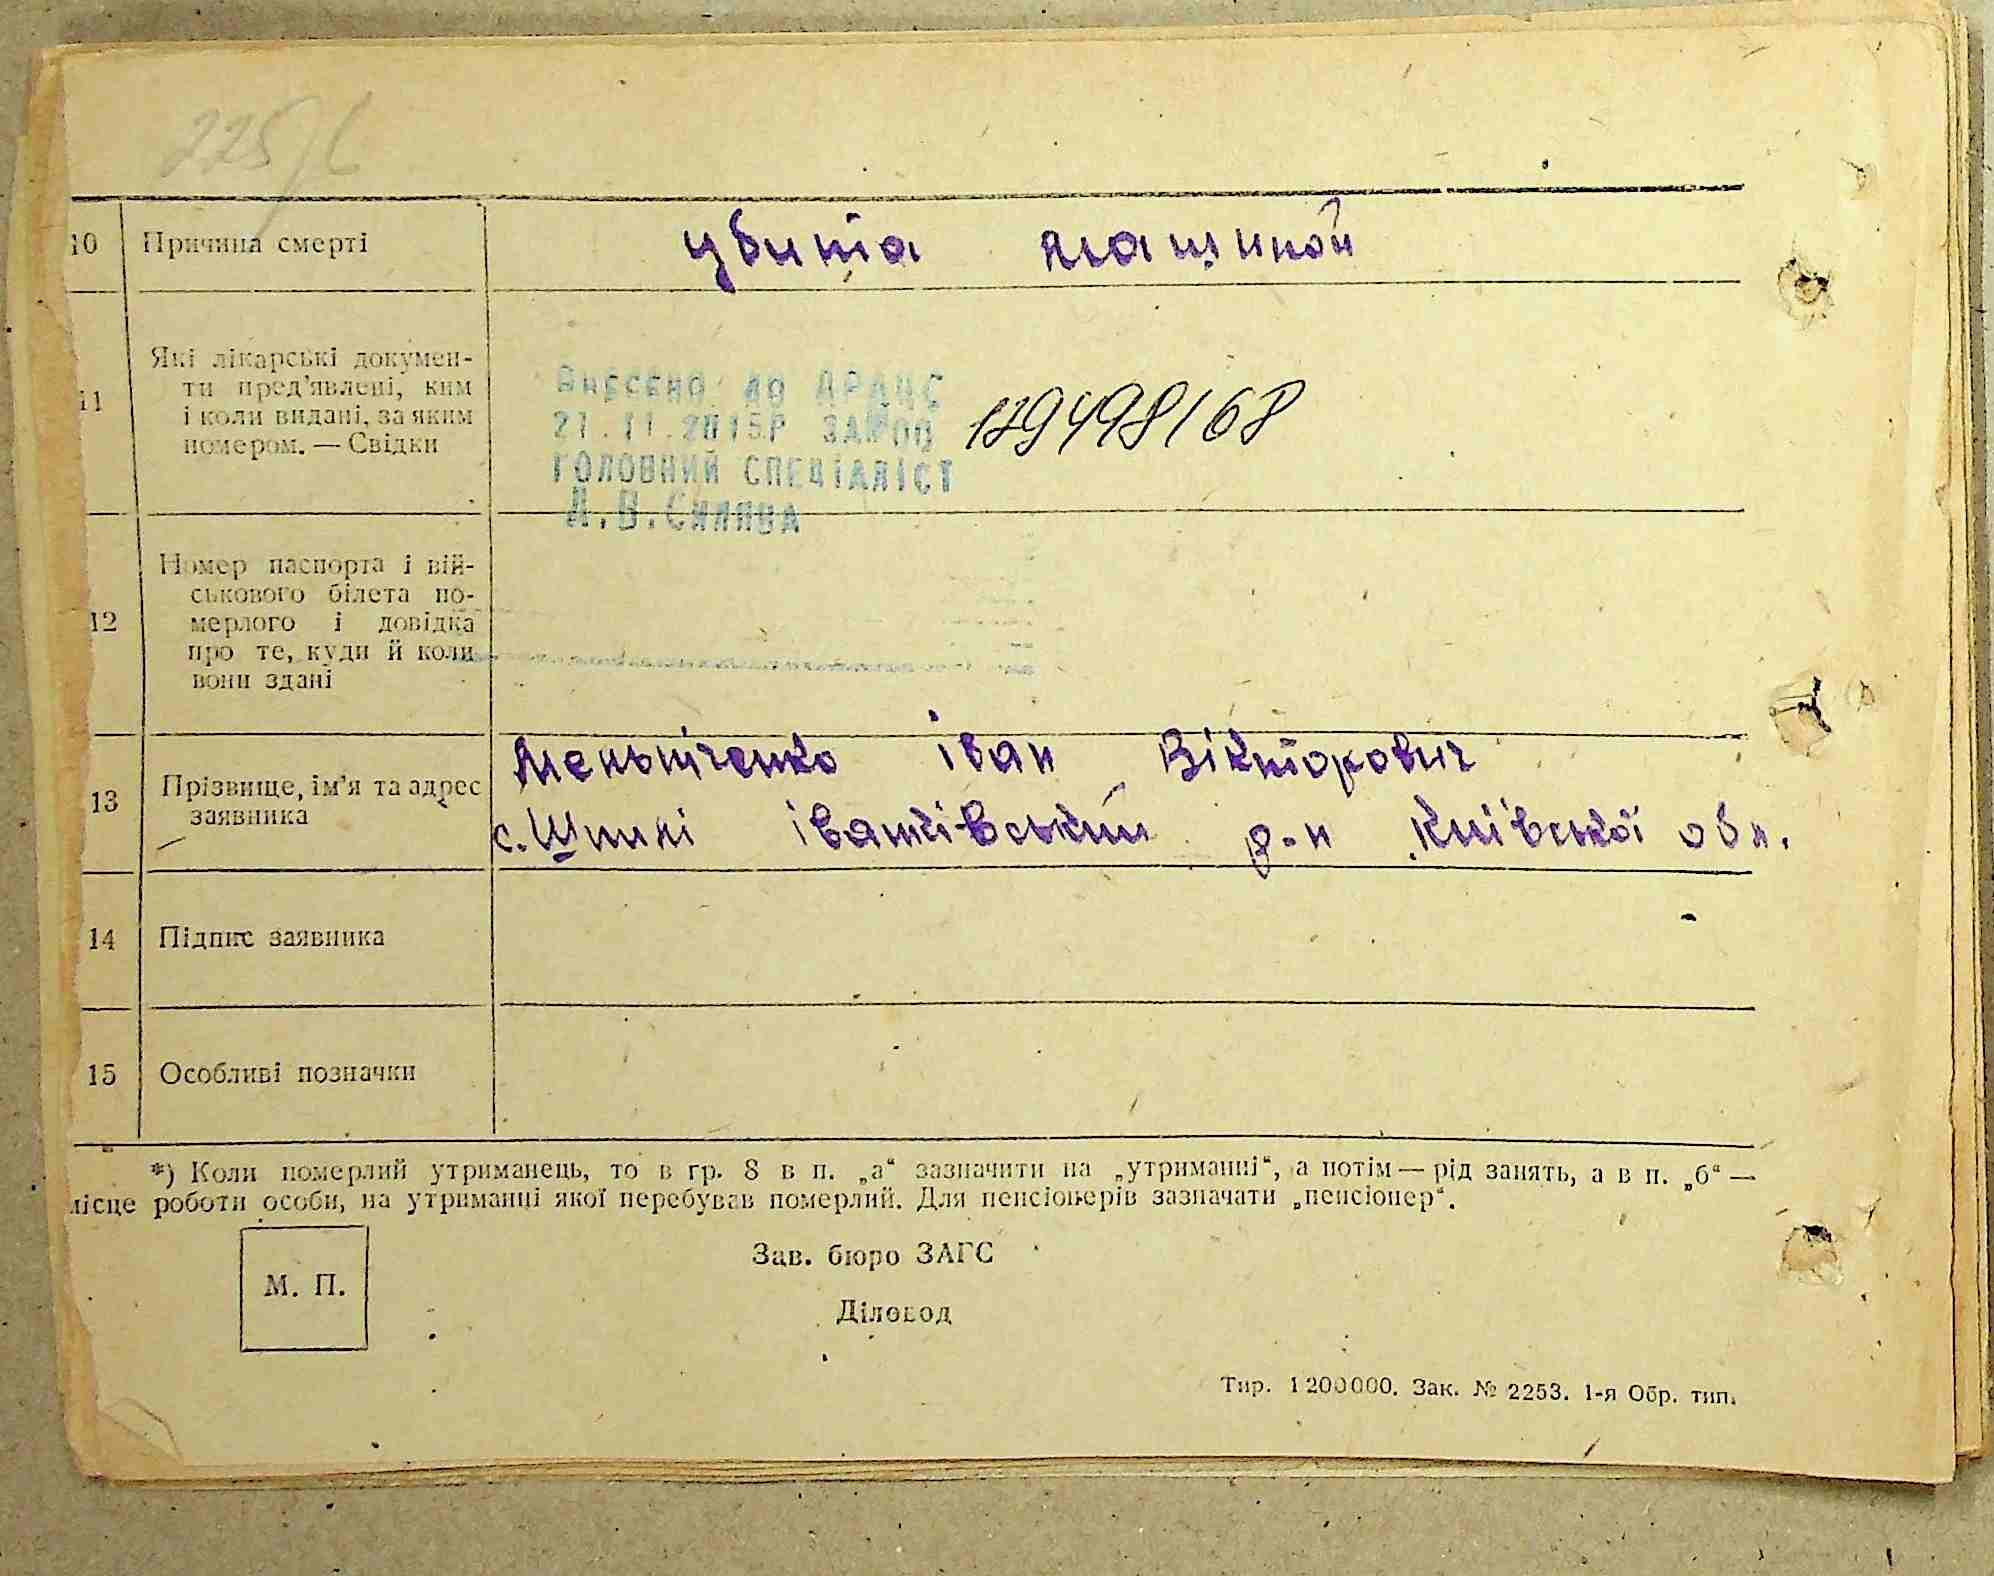 225/6
10 Причина смерті убита машиной
11 Які лікарські докумен-
ти пред'явлені, ким
і коли видані, за яким
номером. — Свідки
Внесено до ДРАЦС
21.11.2015р за №00 179498168
Головний спеціаліст
Л.В.Силява
12 Номер паспорта і вій-
ськового білета по-
мерлого і довідка
про те, куди й коли
вони здані
13 Прізвище, ім'я та адрес
заявника
Іван Вікторович
с. Шпилі Іванківський р-н Київської обл.
14 Підпис заявника
15 Особливі позначки
*) Коли померлий утриманець, то в гр. 8 в п. „а“ зазначити на „утриманні“, а потім — рід занять, а в п. „б“ —
місце роботи особи, на утриманні якої перебував померлий. Для пенсіонерів зазначати „пенсіонер“.
М. П.
Зав. бюро ЗАГС
Діловод
Тир. 1200000. Зак. № 2253. 1-я Обр. тип.